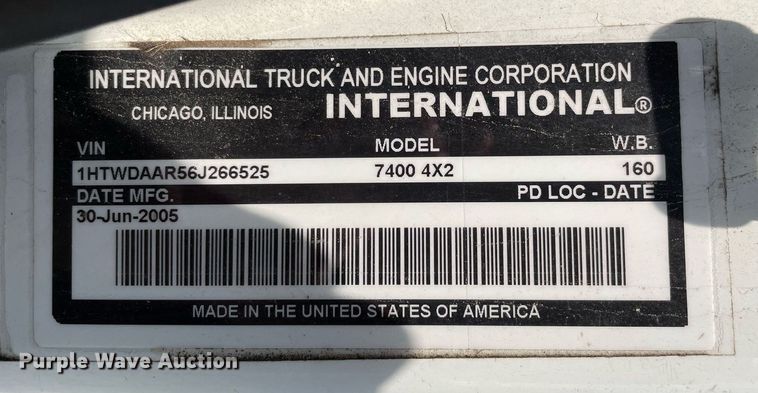 INTERNATIONAL TRUCK AND ENGINE CORPORATION
CHICAGO, ILLINOIS INTERNATIONAL®
VIN MODEL W.B.
1HTWDAAR56J266525 7400 4X2 160
DATE MFG. PD LOC - DATE
30-Jun-2005
MADE IN THE UNITED STATES OF AMERICA
Purple Wave Auction